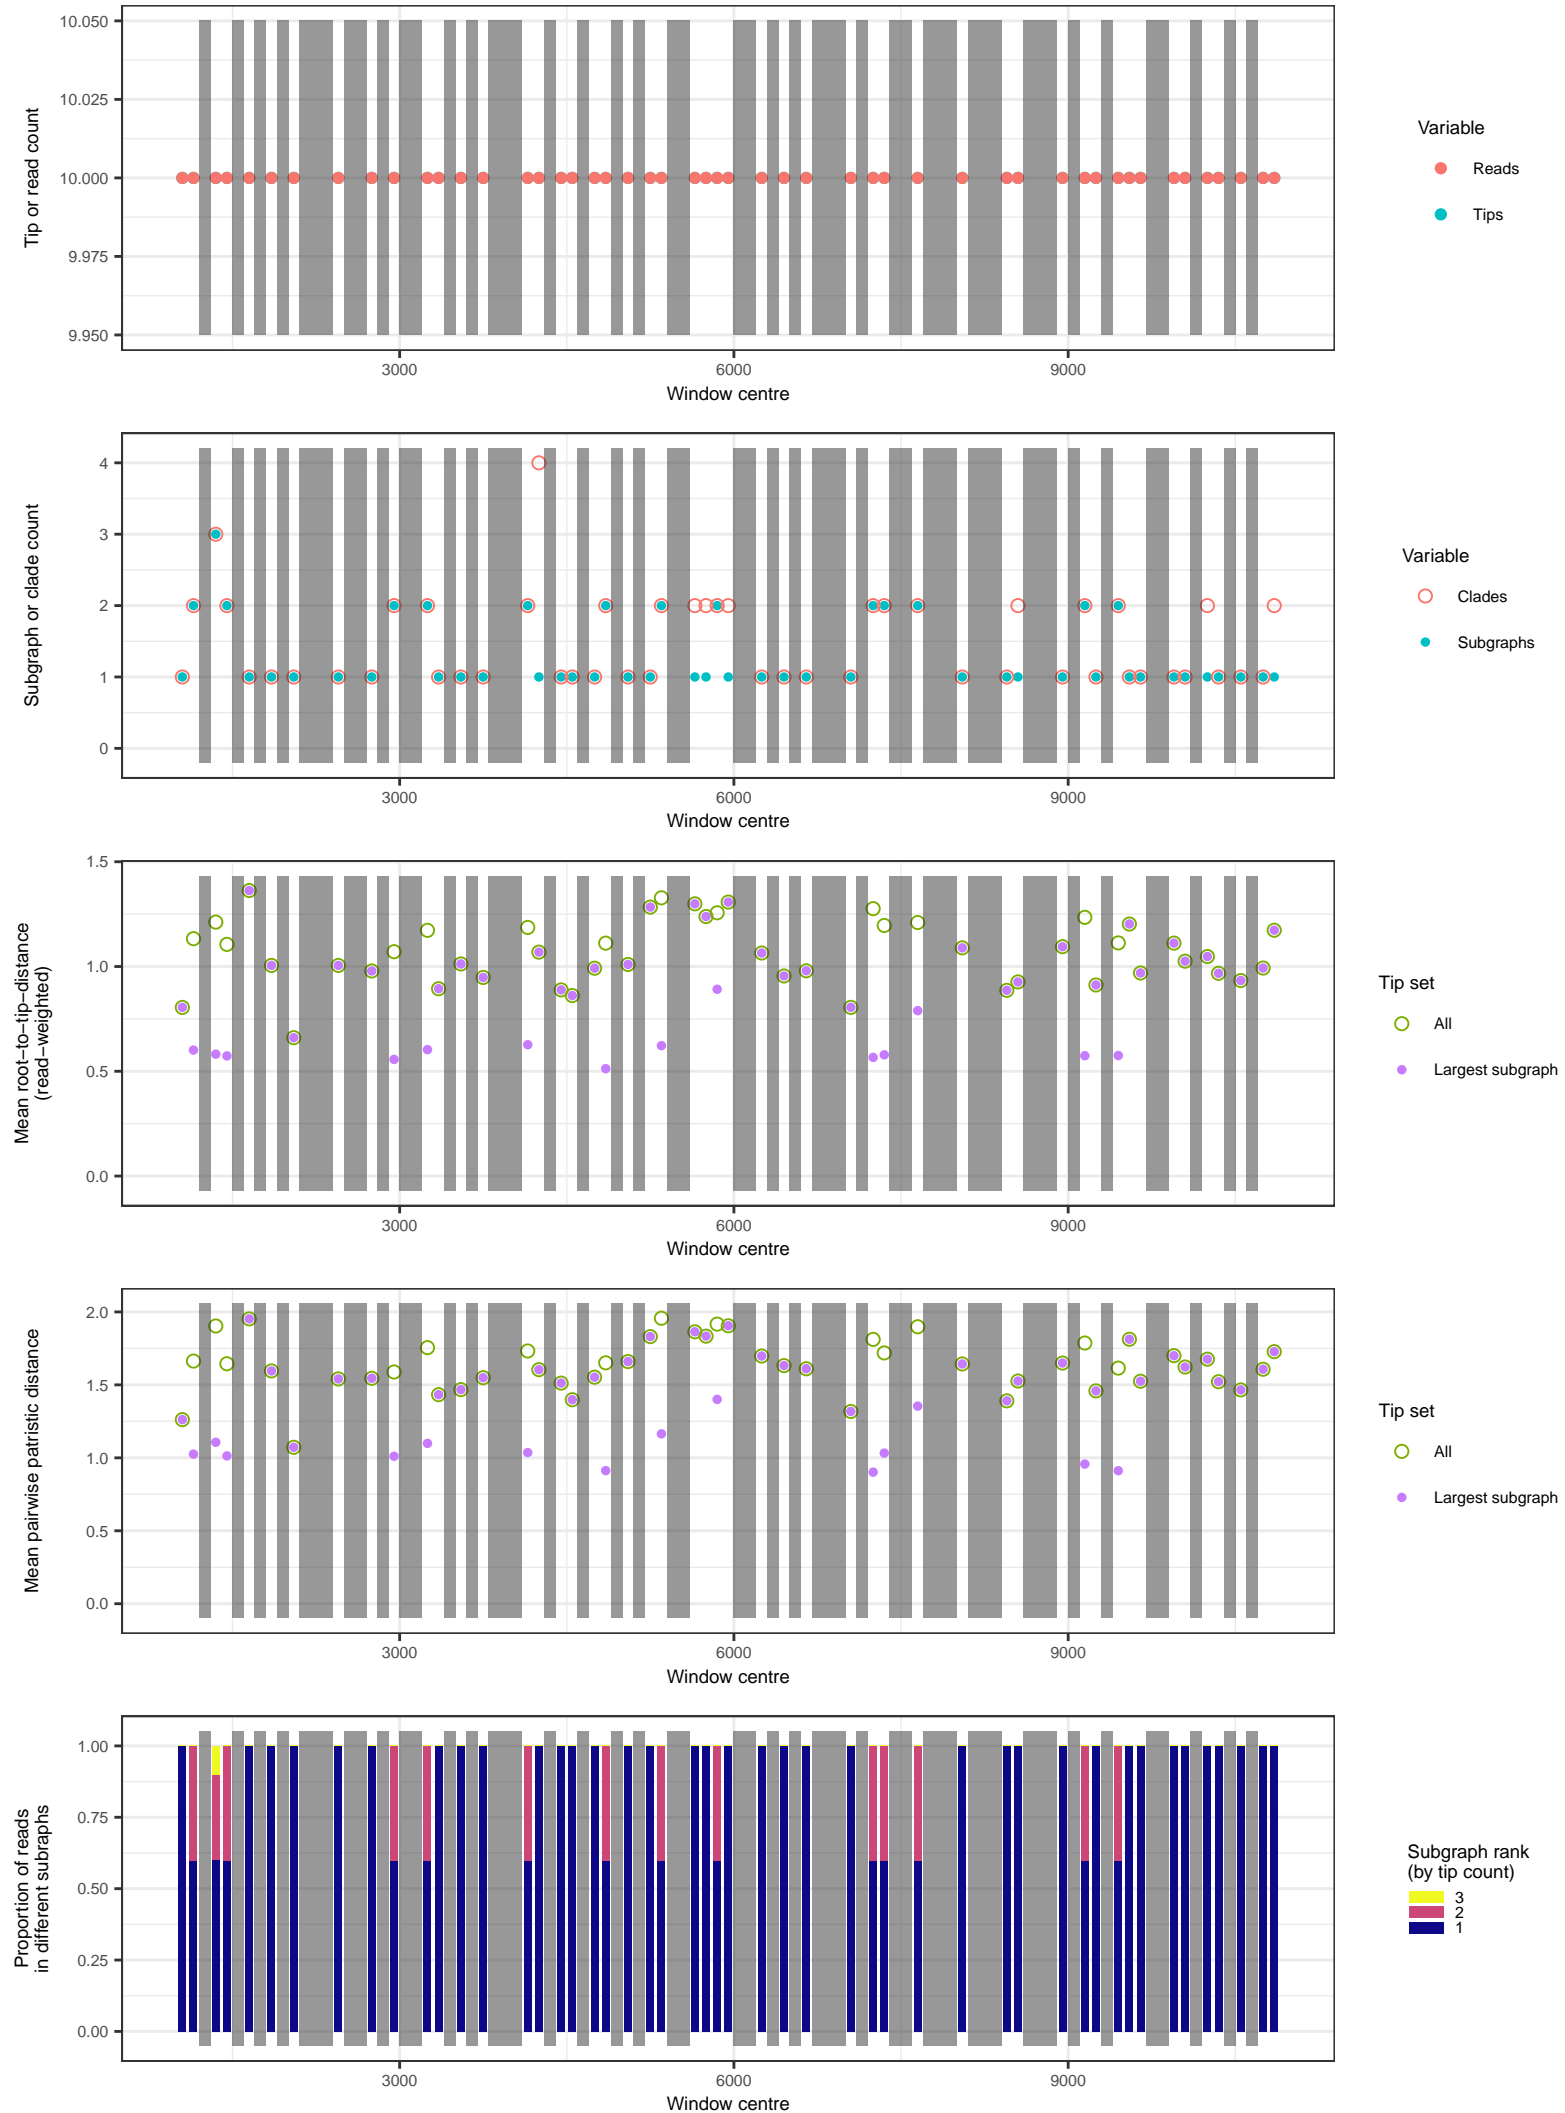 10.050
10.025
10.000
9.975
9.950
Tip or read count
3000
6000
9000
Window centre
Variable
Reads
Tips
4
3
2
1
0
Subgraph or clade count
3000
6000
9000
Window centre
Variable
Clades
Subgraphs
1.5
1.0
0.5
0.0
Mean root−to−tip−distance
(read−weighted)
3000
6000
9000
Window centre
Tip set
All
Largest subgraph
2.0
1.5
1.0
0.5
0.0
Mean pairwise patristic distance
3000
6000
9000
Window centre
Tip set
All
Largest subgraph
1.00
0.75
0.50
0.25
0.00
Proportion of reads
in different subraphs
3000
6000
9000
Window centre
Subgraph rank
(by tip count)
3
2
1